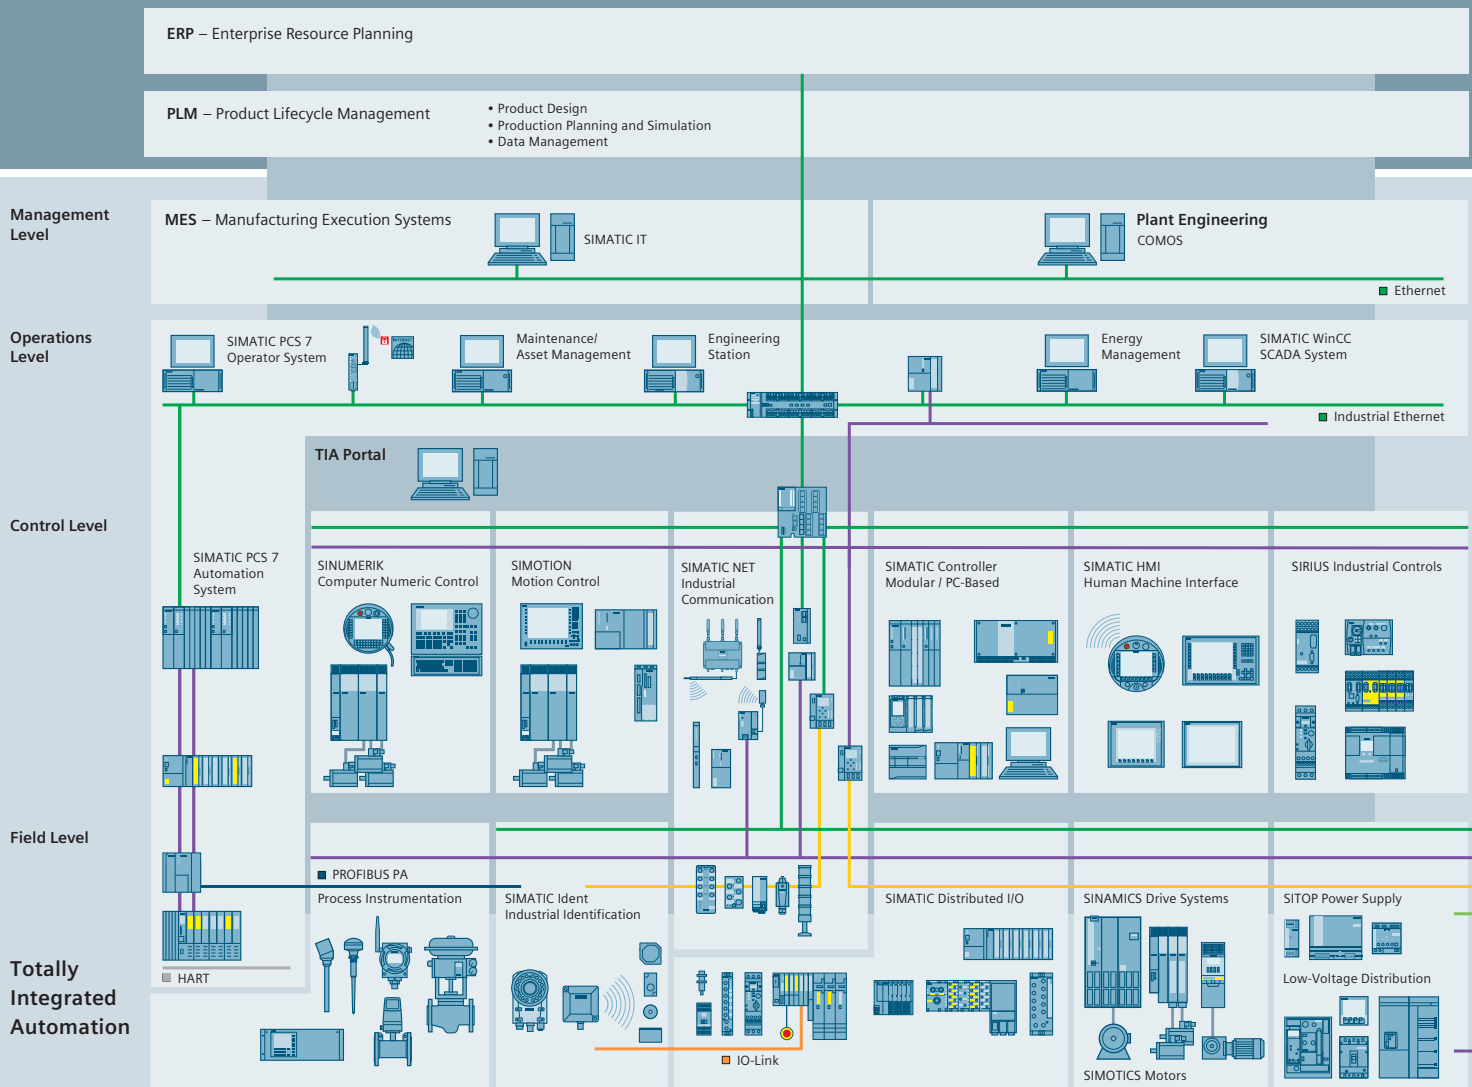 ERP – Enterprise Resource Planning
PLM – Product Lifecycle Management
• Product Design
• Production Planning and Simulation
• Data Management
Management
Level
MES – Manufacturing Execution Systems
SIMATIC IT
Plant Engineering
COMOS
Ethernet
Operations
Level
SIMATIC PCS 7
Operator System
Maintenance/
Asset Management
Engineering
Station
Energy
Management
SIMATIC WinCC
SCADA System
Industrial Ethernet
TIA Portal
Control Level
SIMATIC PCS 7
Automation
System
SINUMERIK
Computer Numeric Control
SIMOTION
Motion Control
SIMATIC NET
Industrial
Communication
SIMATIC Controller
Modular / PC-Based
SIMATIC HMI
Human Machine Interface
SIRIUS Industrial Controls
Field Level
PROFIBUS PA
Process Instrumentation
SIMATIC Ident
Industrial Identification
SIMATIC Distributed I/O
SINAMICS Drive Systems
SITOP Power Supply
Low-Voltage Distribution
HART
Totally
Integrated
Automation
IO-Link
SIMOTICS Motors